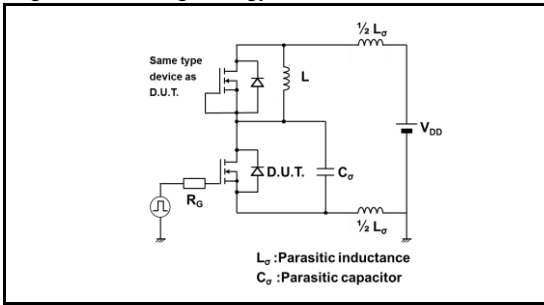 ½ Lσ
Same type
device as
D.U.T.
L
VDD
D.U.T.
Cσ
RG
½ Lσ
Lσ :Parasitic inductance
Cσ :Parasitic capacitor